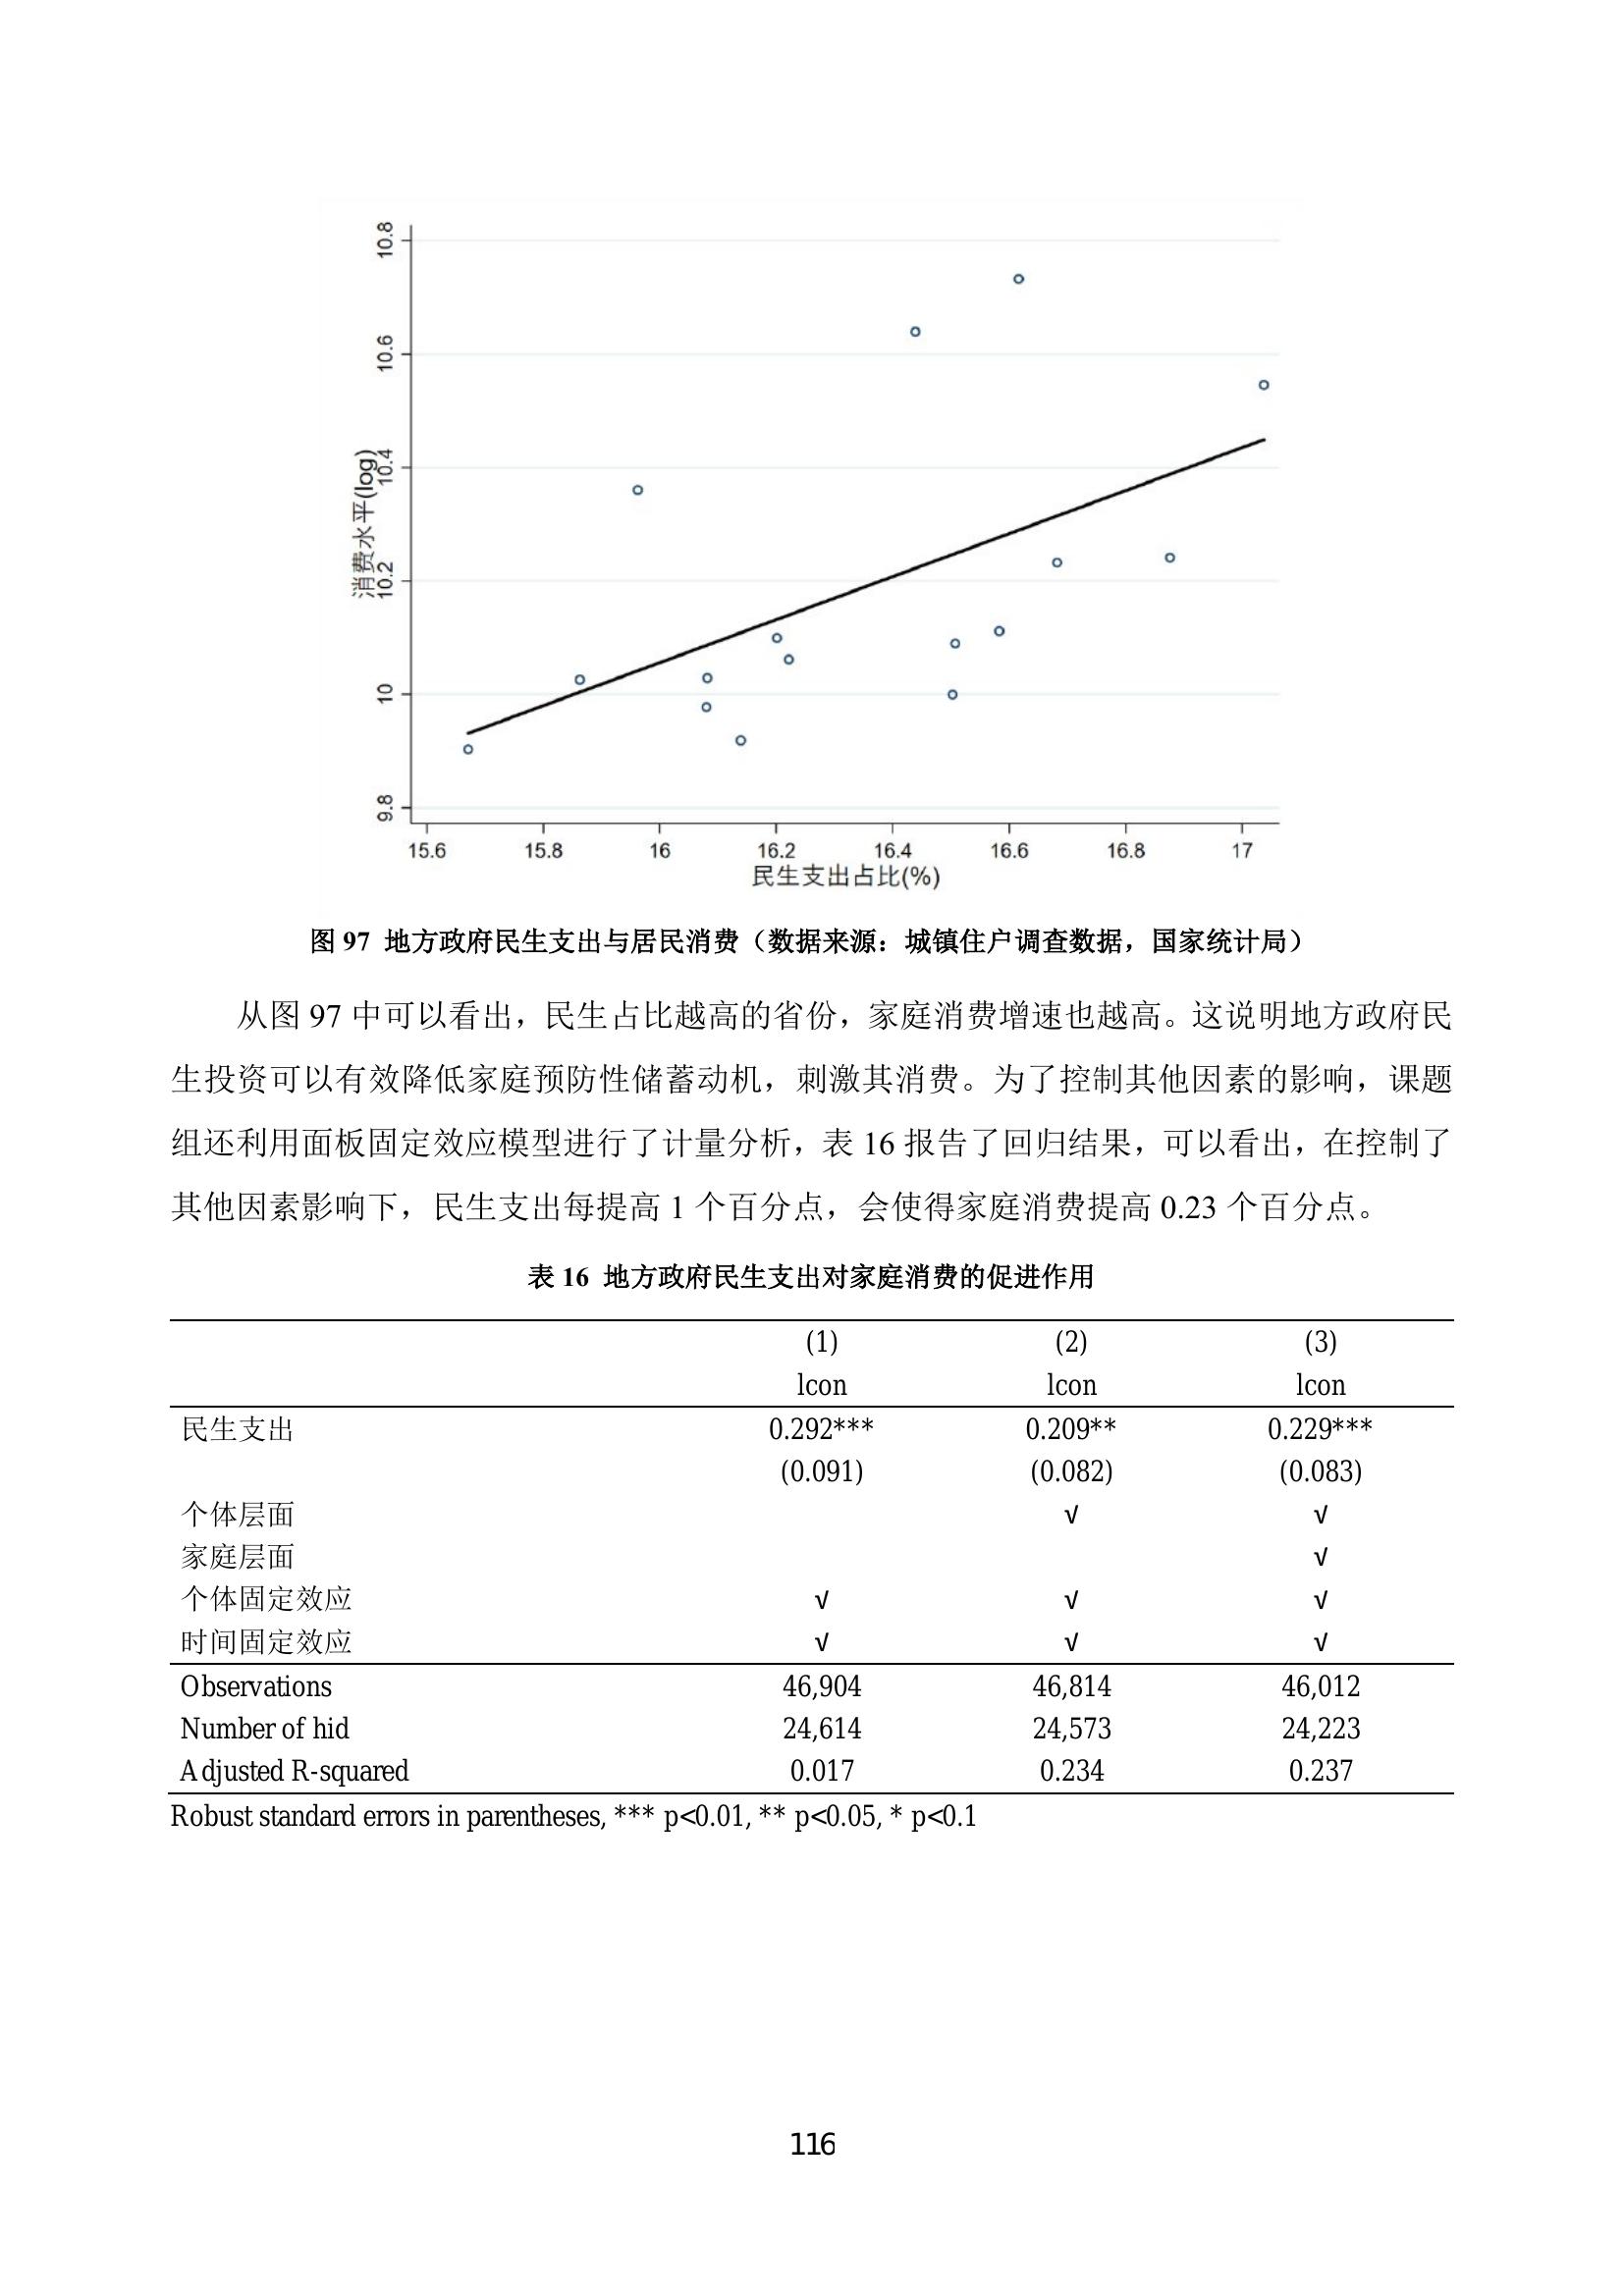 10.8
10.6
10.4
10.2
10
9.8
消费水平(log)
15.6 15.8 16 16.2 16.4 16.6 16.8 17
民生支出占比(%)
图 97 地方政府民生支出与居民消费（数据来源：城镇住户调查数据，国家统计局）
从图 97 中可以看出，民生占比越高的省份，家庭消费增速也越高。这说明地方政府民
生投资可以有效降低家庭预防性储蓄动机，刺激其消费。为了控制其他因素的影响，课题
组还利用面板固定效应模型进行了计量分析，表 16 报告了回归结果，可以看出，在控制了
其他因素影响下，民生支出每提高 1 个百分点，会使得家庭消费提高 0.23 个百分点。
表 16 地方政府民生支出对家庭消费的促进作用
(1) (2) (3)
lcon lcon lcon
民生支出 0.292*** 0.209** 0.229***
(0.091) (0.082) (0.083)
个体层面 √ √
家庭层面 √
个体固定效应 √ √ √
时间固定效应 √ √ √
Observations 46,904 46,814 46,012
Number of hid 24,614 24,573 24,223
Adjusted R-squared 0.017 0.234 0.237
Robust standard errors in parentheses, *** p<0.01, ** p<0.05, * p<0.1
116